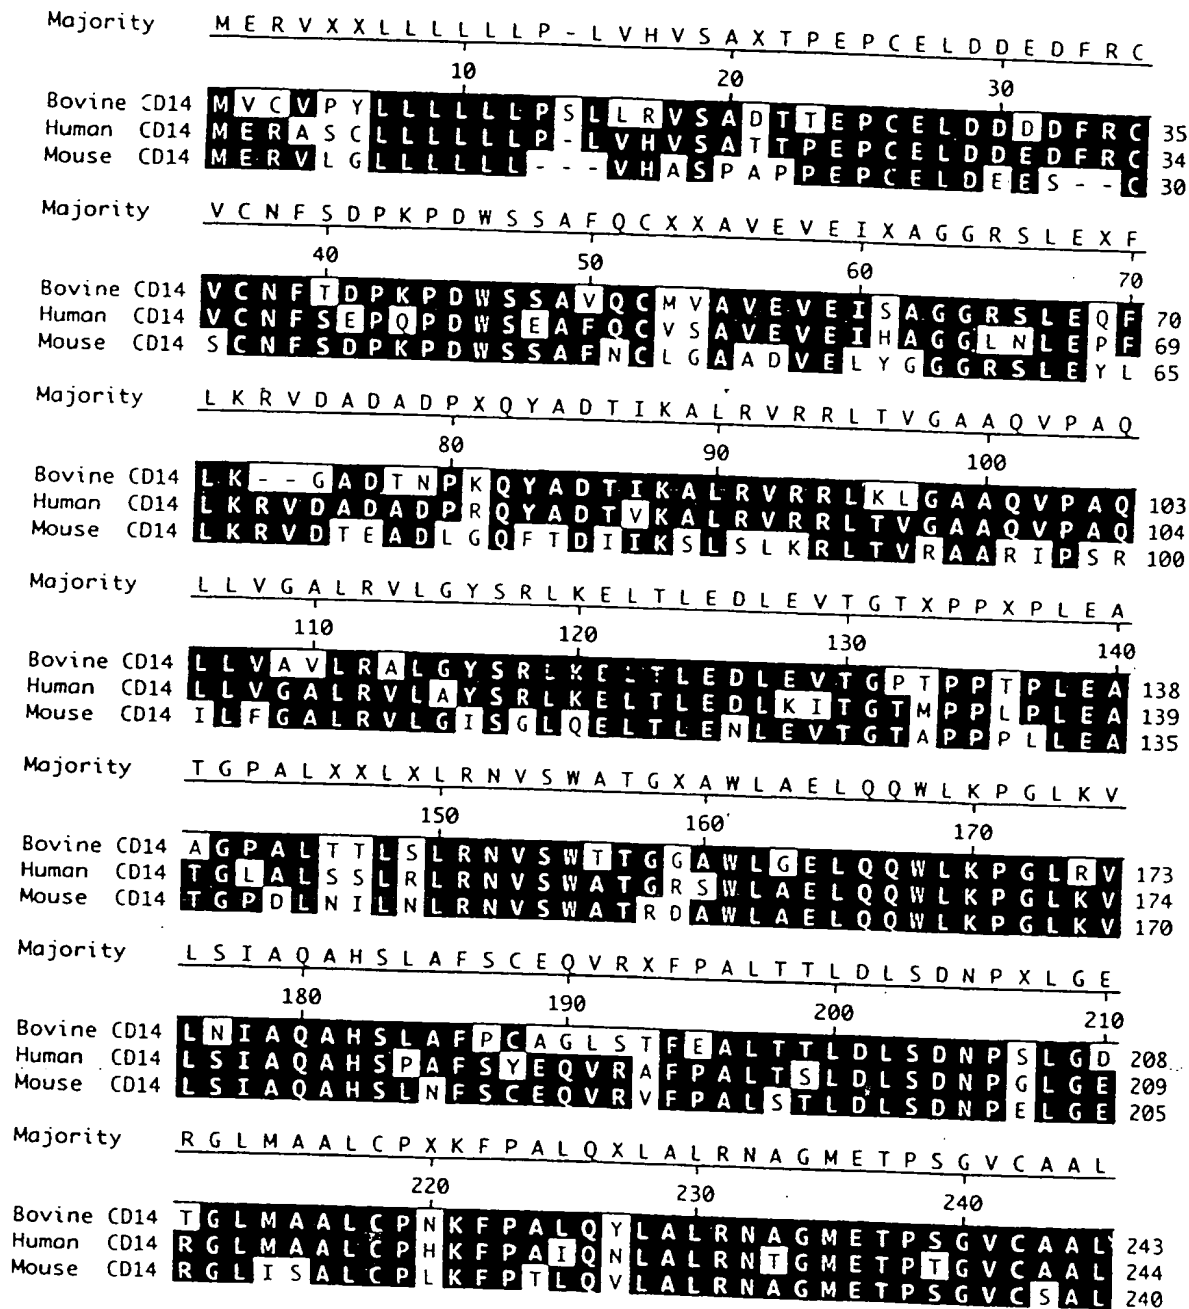 Majority M E R V X X L L L L L L P - L V H V S A X T P E P C E L D D E D F R C
10 20 30
Bovine CD14 M V C V P Y L L L L L L P S L L R V S A D T T E P C E L D D D D F R C 35
Human CD14 M E R A S C L L L L L L P - L V H V S A T T P E P C E L D D E D F R C 34
Mouse CD14 M E R V L G L L L L L L - - - V H A S P A P P E P C E L D E E S - - C 30
Majority V C N F S D P K P D W S S A F Q C X X A V E V E I X A G G R S L E X F
40 50 60 70
Bovine CD14 V C N F T D P K P D W S S A V Q C M V A V E V E I S A G G R S L E Q F 70
Human CD14 V C N F S E P Q P D W S E A F Q C V S A V E V E I H A G G L N L E P F 69
Mouse CD14 S C N F S D P K P D W S S A F N C L G A A D V E L Y G G G R S L E Y L 65
Majority L K R V D A D A D P X Q Y A D T I K A L R V R R L T V G A A Q V P A Q
80 90 100
Bovine CD14 L K - - G A D T N P K Q Y A D T I K A L R V R R L K L G A A Q V P A Q 103
Human CD14 L K R V D A D A D P R Q Y A D T V K A L R V R R L T V G A A Q V P A Q 104
Mouse CD14 L K R V D T E A D L G Q F T D I I K S L S L K R L T V R A A R I P S R 100
Majority L L V G A L R V L G Y S R L K E L T L E D L E V T G T X P P X P L E A
110 120 130 140
Bovine CD14 L L V A V L R A L G Y S R L K E L T L E D L E V T G P T P P T P L E A 138
Human CD14 L L V G A L R V L A Y S R L K E L T L E D L K I T G T M P P L P L E A 139
Mouse CD14 I L F G A L R V L G I S G L Q E L T L E N L E V T G T A P P P L L E A 135
Majority T G P A L X X L X L R N V S W A T G X A W L A E L Q Q W L K P G L K V
150 160 170
Bovine CD14 A G P A L T T L S L R N V S W T T G G A W L G E L Q Q W L K P G L R V 173
Human CD14 T G L A L S S L R L R N V S W A T G R S W L A E L Q Q W L K P G L K V 174
Mouse CD14 T G P D L N I L N L R N V S W A T R D A W L A E L Q Q W L K P G L K V 170
Majority L S I A Q A H S L A F S C E Q V R X F P A L T T L D L S D N P X L G E
180 190 200 210
Bovine CD14 L N I A Q A H S L A F P C A G L S T F E A L T T L D L S D N P S L G D 208
Human CD14 L S I A Q A H S P A F S Y E Q V R A F P A L T S L D L S D N P G L G E 209
Mouse CD14 L S I A Q A H S L N F S C E Q V R V F P A L S T L D L S D N P E L G E 205
Majority R G L M A A L C P X K F P A L Q X L A L R N A G M E T P S G V C A A L
220 230 240
Bovine CD14 T G L M A A L C P N K F P A L Q Y L A L R N A G M E T P S G V C A A L 243
Human CD14 R G L M A A L C P H K F P A I Q N L A L R N T G M E T P T G V C A A L 244
Mouse CD14 R G L I S A L C P L K F P T L Q V L A L R N A G M E T P S G V C S A L 240